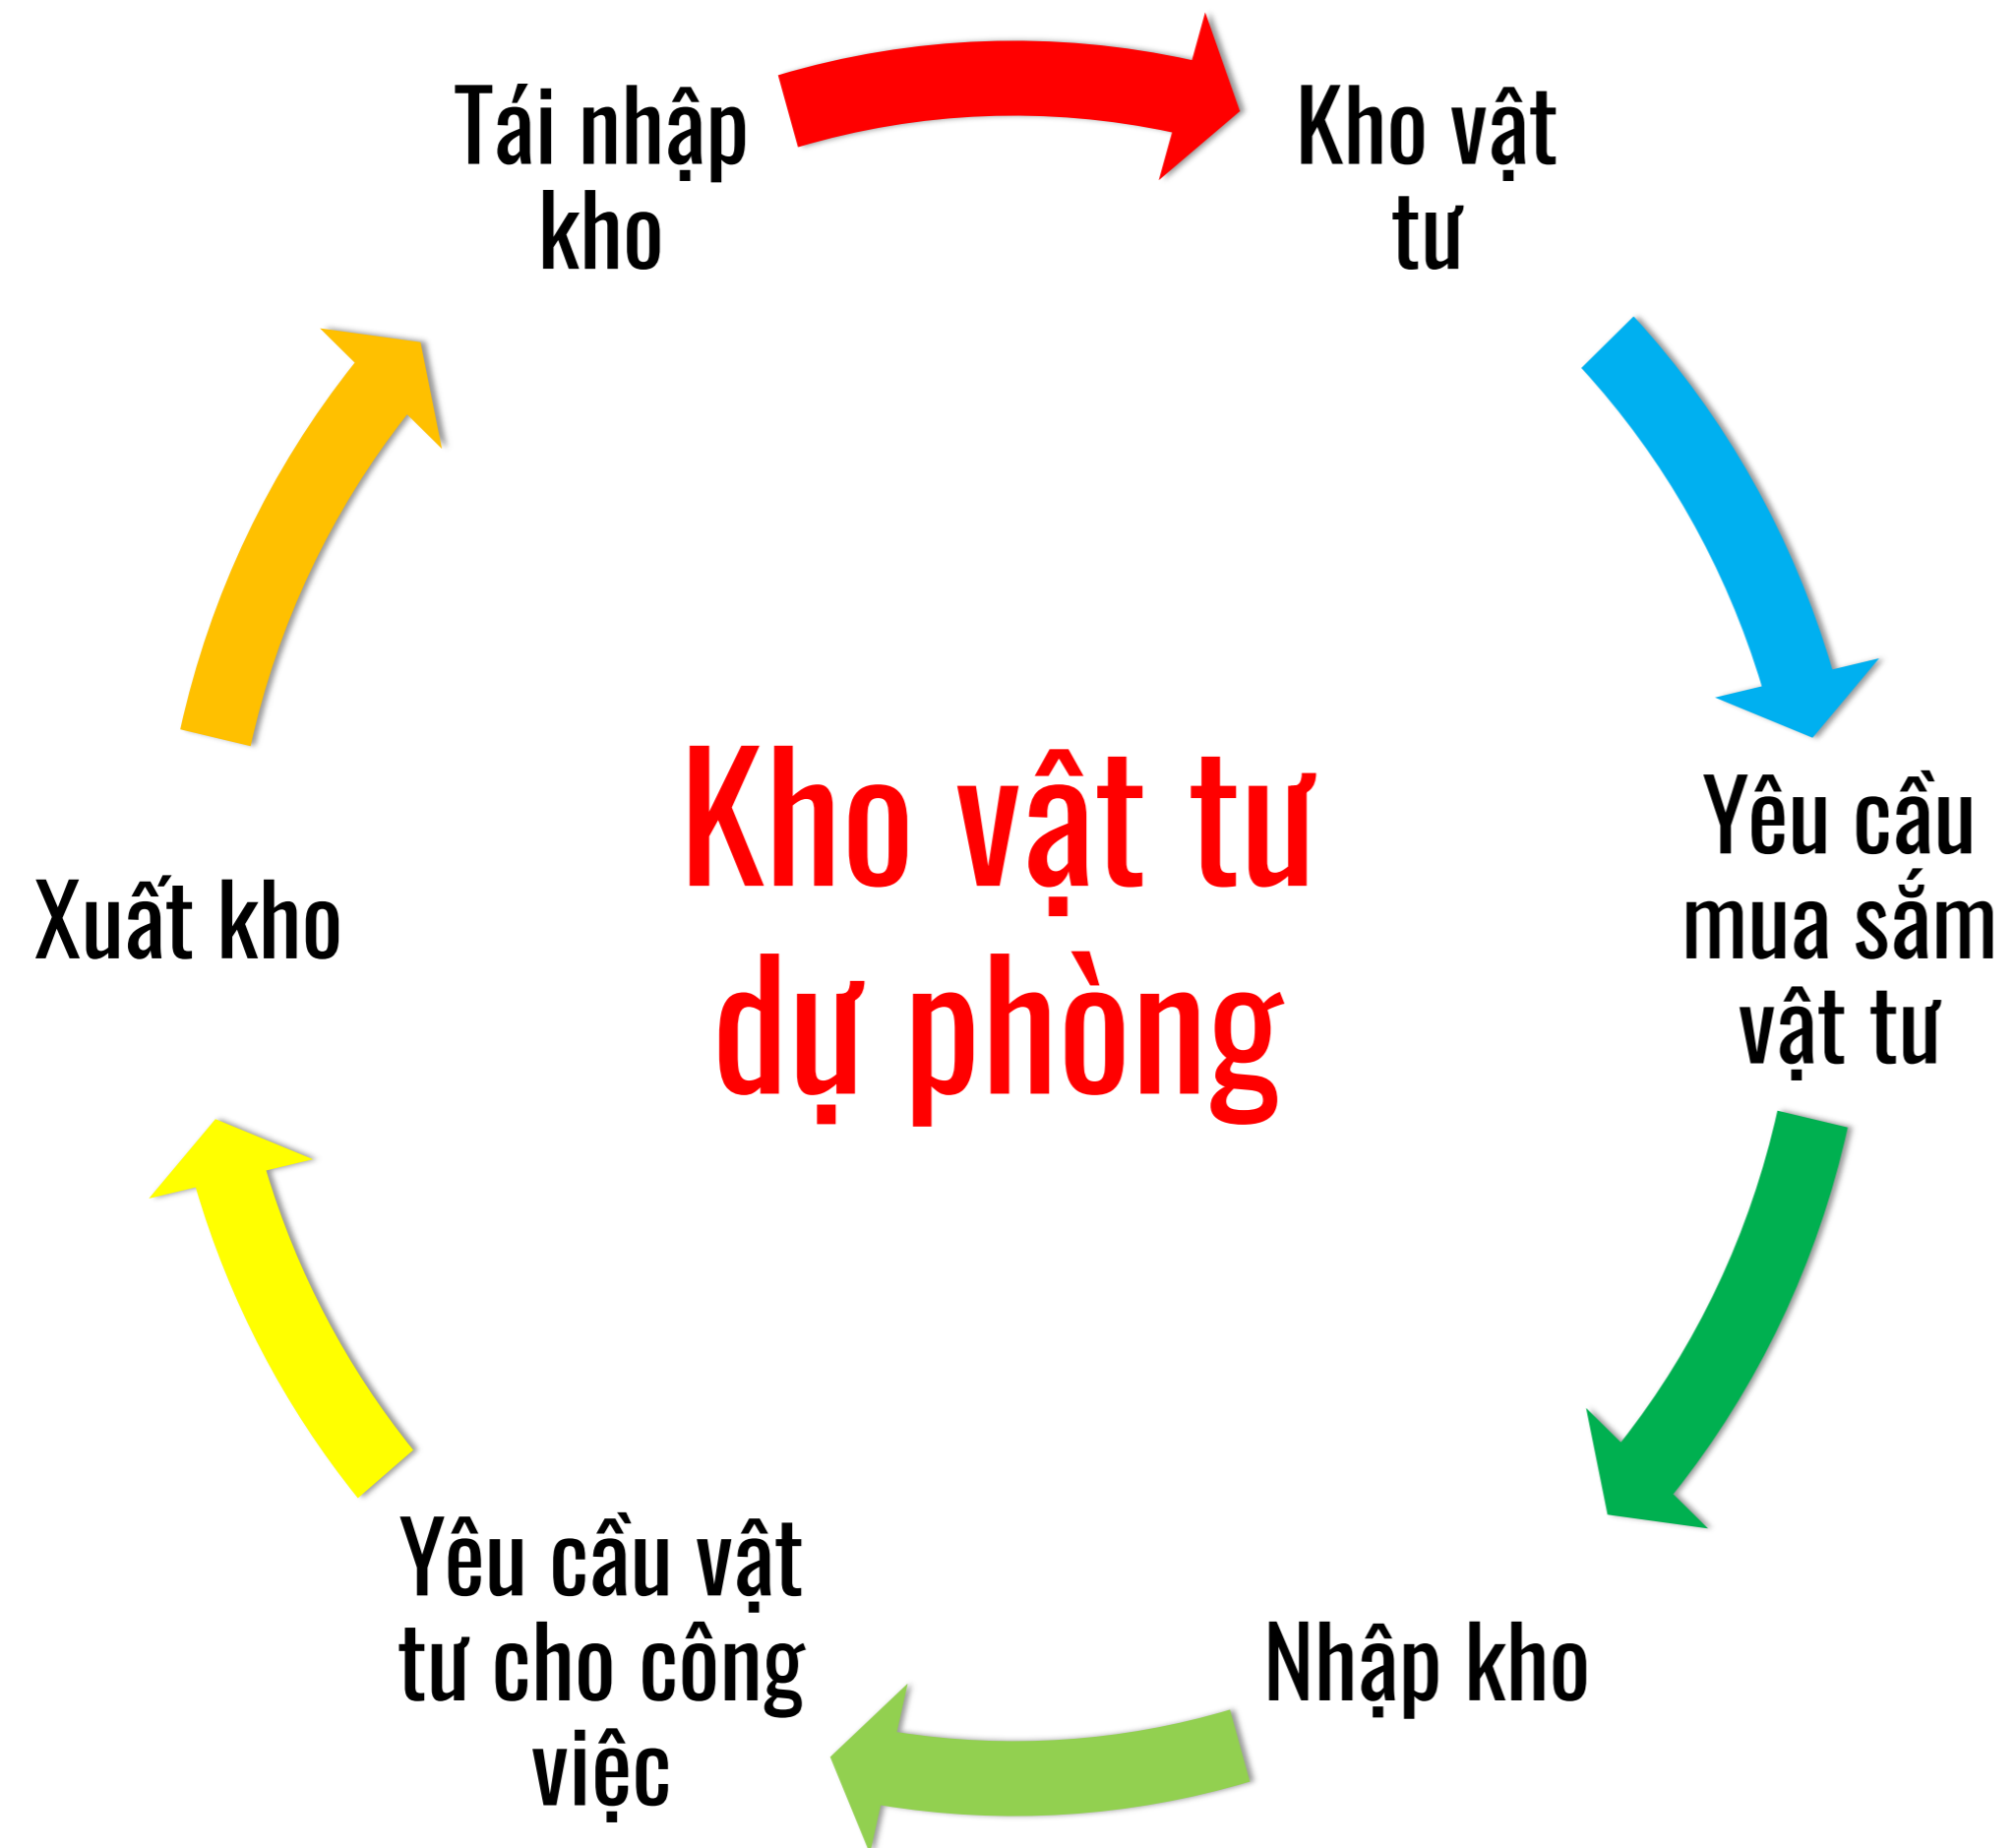 Tái nhập
kho
Kho vật
tư
Yêu cầu
mua sắm
vật tư
Nhập kho
Yêu cầu vật
tư cho công
việc
Xuất kho
Kho vật tư
dự phòng